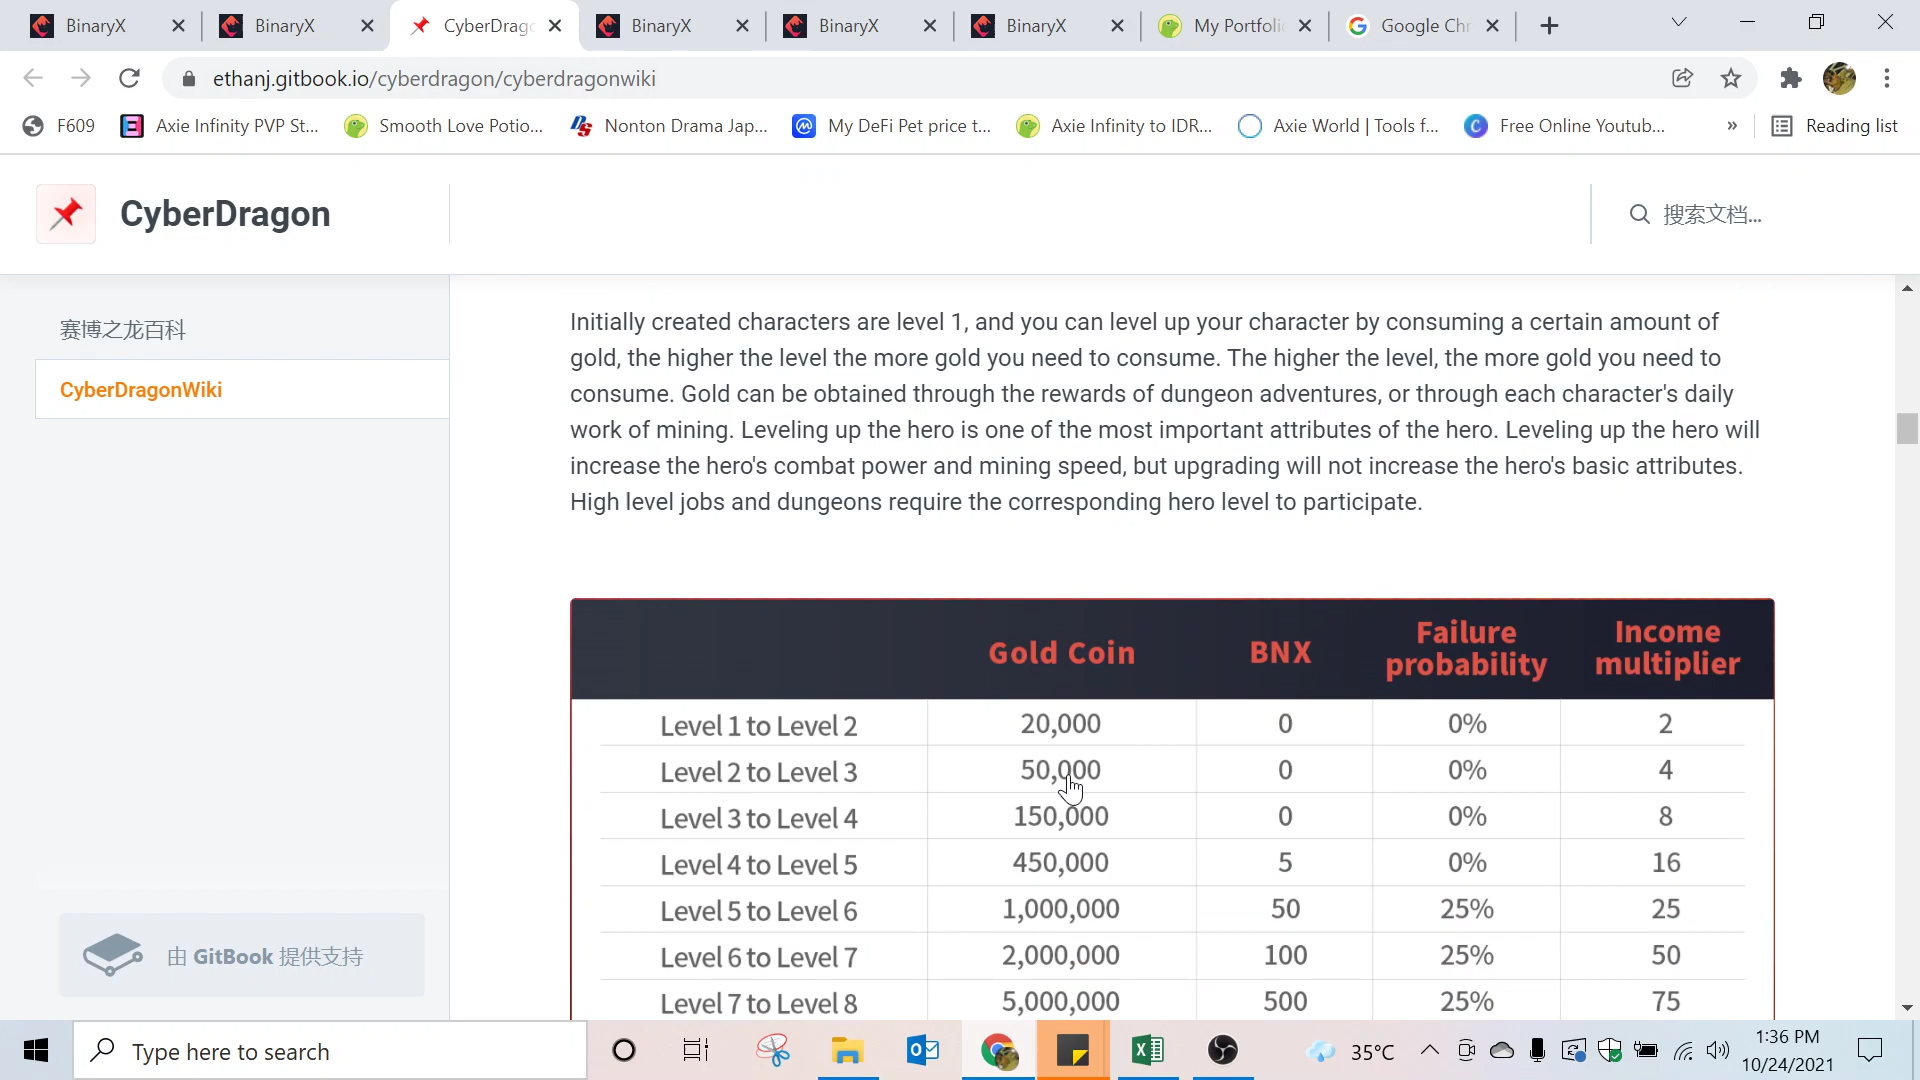 BinaryX
BinaryX
CyberDrag
BinaryX
BinaryX
BinaryX
My Portfoli
Google Chr
ethanj.gitbook.io/cyberdragon/cyberdragonwiki
F609
Axie Infinity PVP St...
Smooth Love Potio...
Nonton Drama Jap...
My DeFi Pet price t...
Axie Infinity to IDR...
Axie World | Tools f...
Free Online Youtub...
»
Reading list
CyberDragon
搜索文档...
赛博之龙百科
CyberDragonWiki
由 GitBook 提供支持
Initially created characters are level 1, and you can level up your character by consuming a certain amount of
gold, the higher the level the more gold you need to consume. The higher the level, the more gold you need to
consume. Gold can be obtained through the rewards of dungeon adventures, or through each character's daily
work of mining. Leveling up the hero is one of the most important attributes of the hero. Leveling up the hero will
increase the hero's combat power and mining speed, but upgrading will not increase the hero's basic attributes.
High level jobs and dungeons require the corresponding hero level to participate.
Gold Coin BNX Failure probability Income multiplier
Level 1 to Level 2 20,000 0 0% 2
Level 2 to Level 3 50,000 0 0% 4
Level 3 to Level 4 150,000 0 0% 8
Level 4 to Level 5 450,000 5 0% 16
Level 5 to Level 6 1,000,000 50 25% 25
Level 6 to Level 7 2,000,000 100 25% 50
Level 7 to Level 8 5,000,000 500 25% 75
Type here to search
35°C
1:36 PM
10/24/2021